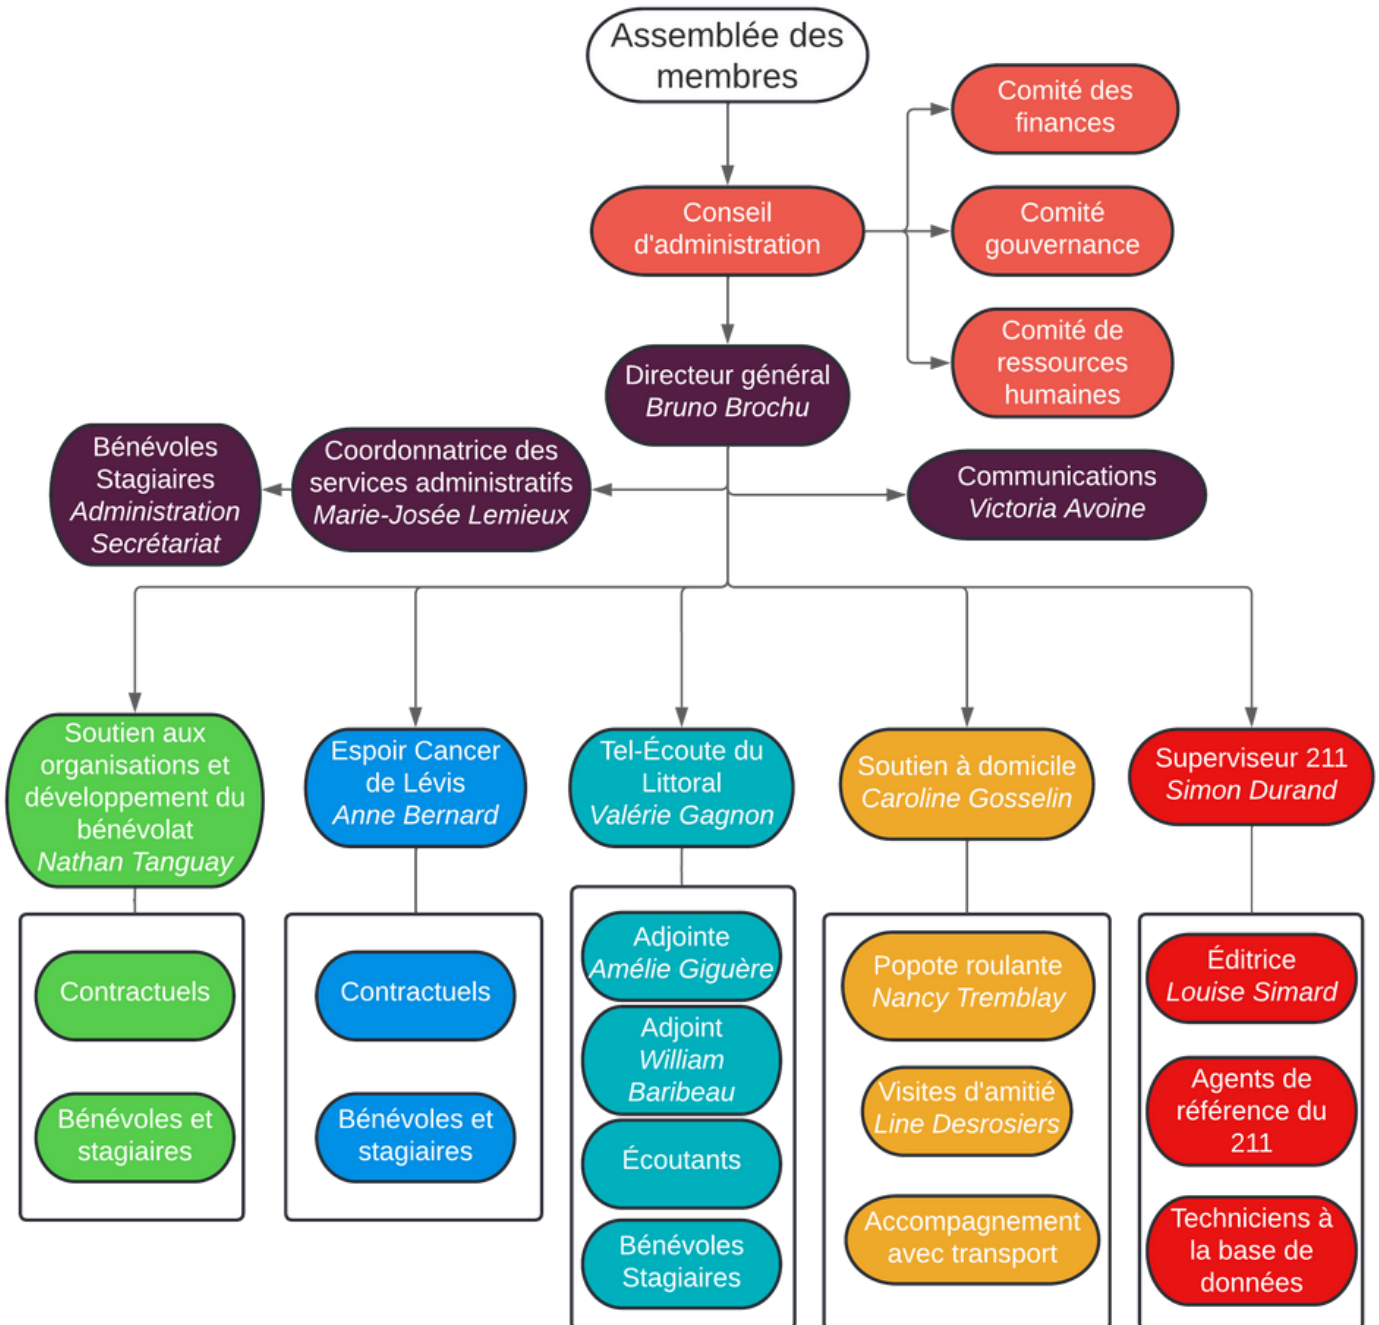 Assemblée des
membres
Comité des
finances
Conseil
d'administration
Comité
gouvernance
Comité de
ressources
humaines
Directeur général
Bruno Brochu
Bénévoles
Stagiaires
Administration
Secrétariat
Coordonnatrice des
services administratifs
Marie-Josée Lemieux
Communications
Victoria Avoine
Soutien aux
organisations et
développement du
bénévolat
Nathan Tanguay
Contractuels
Bénévoles et
stagiaires
Espoir Cancer
de Lévis
Anne Bernard
Contractuels
Bénévoles et
stagiaires
Tel-Écoute du
Littoral
Valérie Gagnon
Adjointe
Amélie Giguère
Adjoint
William
Baribeau
Écoutants
Bénévoles
Stagiaires
Soutien à domicile
Caroline Gosselin
Popote roulante
Nancy Tremblay
Visites d'amitié
Line Desrosiers
Accompagnement
avec transport
Superviseur 211
Simon Durand
Éditrice
Louise Simard
Agents de
référence du
211
Techniciens à
la base de
données